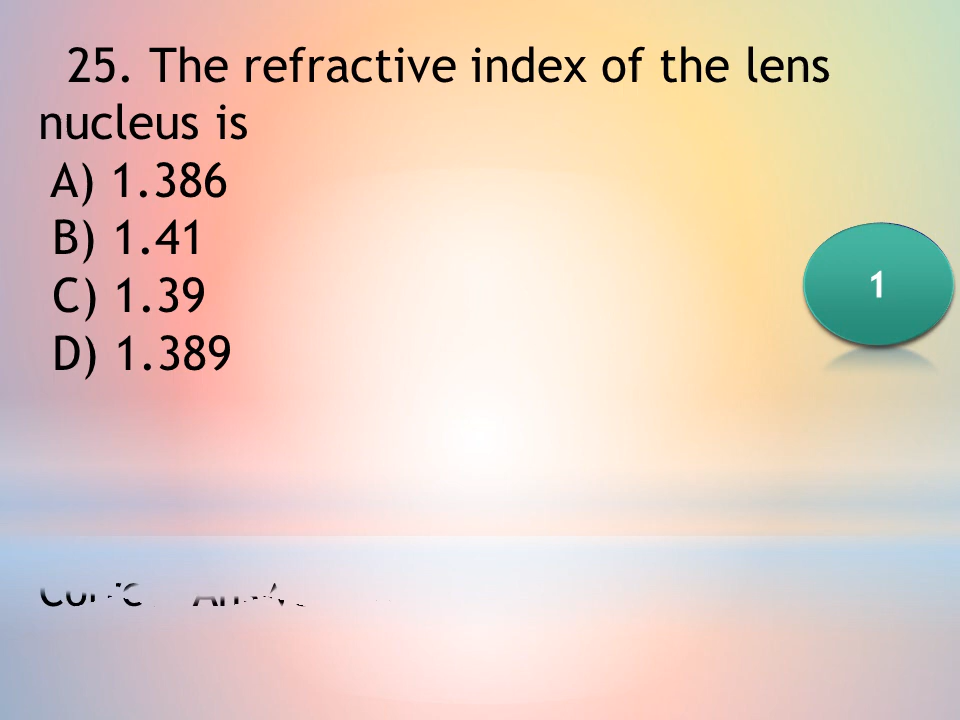 25. The refractive index of the lens
nucleus is
A) 1.386
B) 1.41
C) 1.39
D) 1.389
1